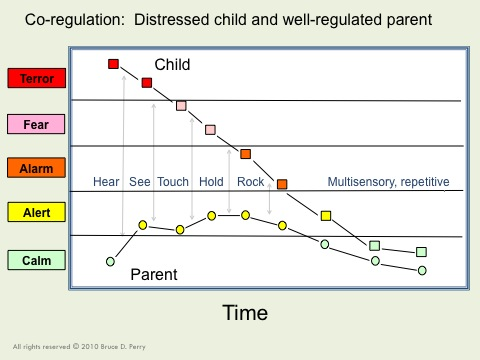 Co-regulation:  Distressed child and well-regulated parent
Child
Terror
Fear
Alarm
Hear See Touch Hold Rock Multisensory, repetitive
Alert
Calm
Parent
Time
All rights reserved © 2010 Bruce D. Perry